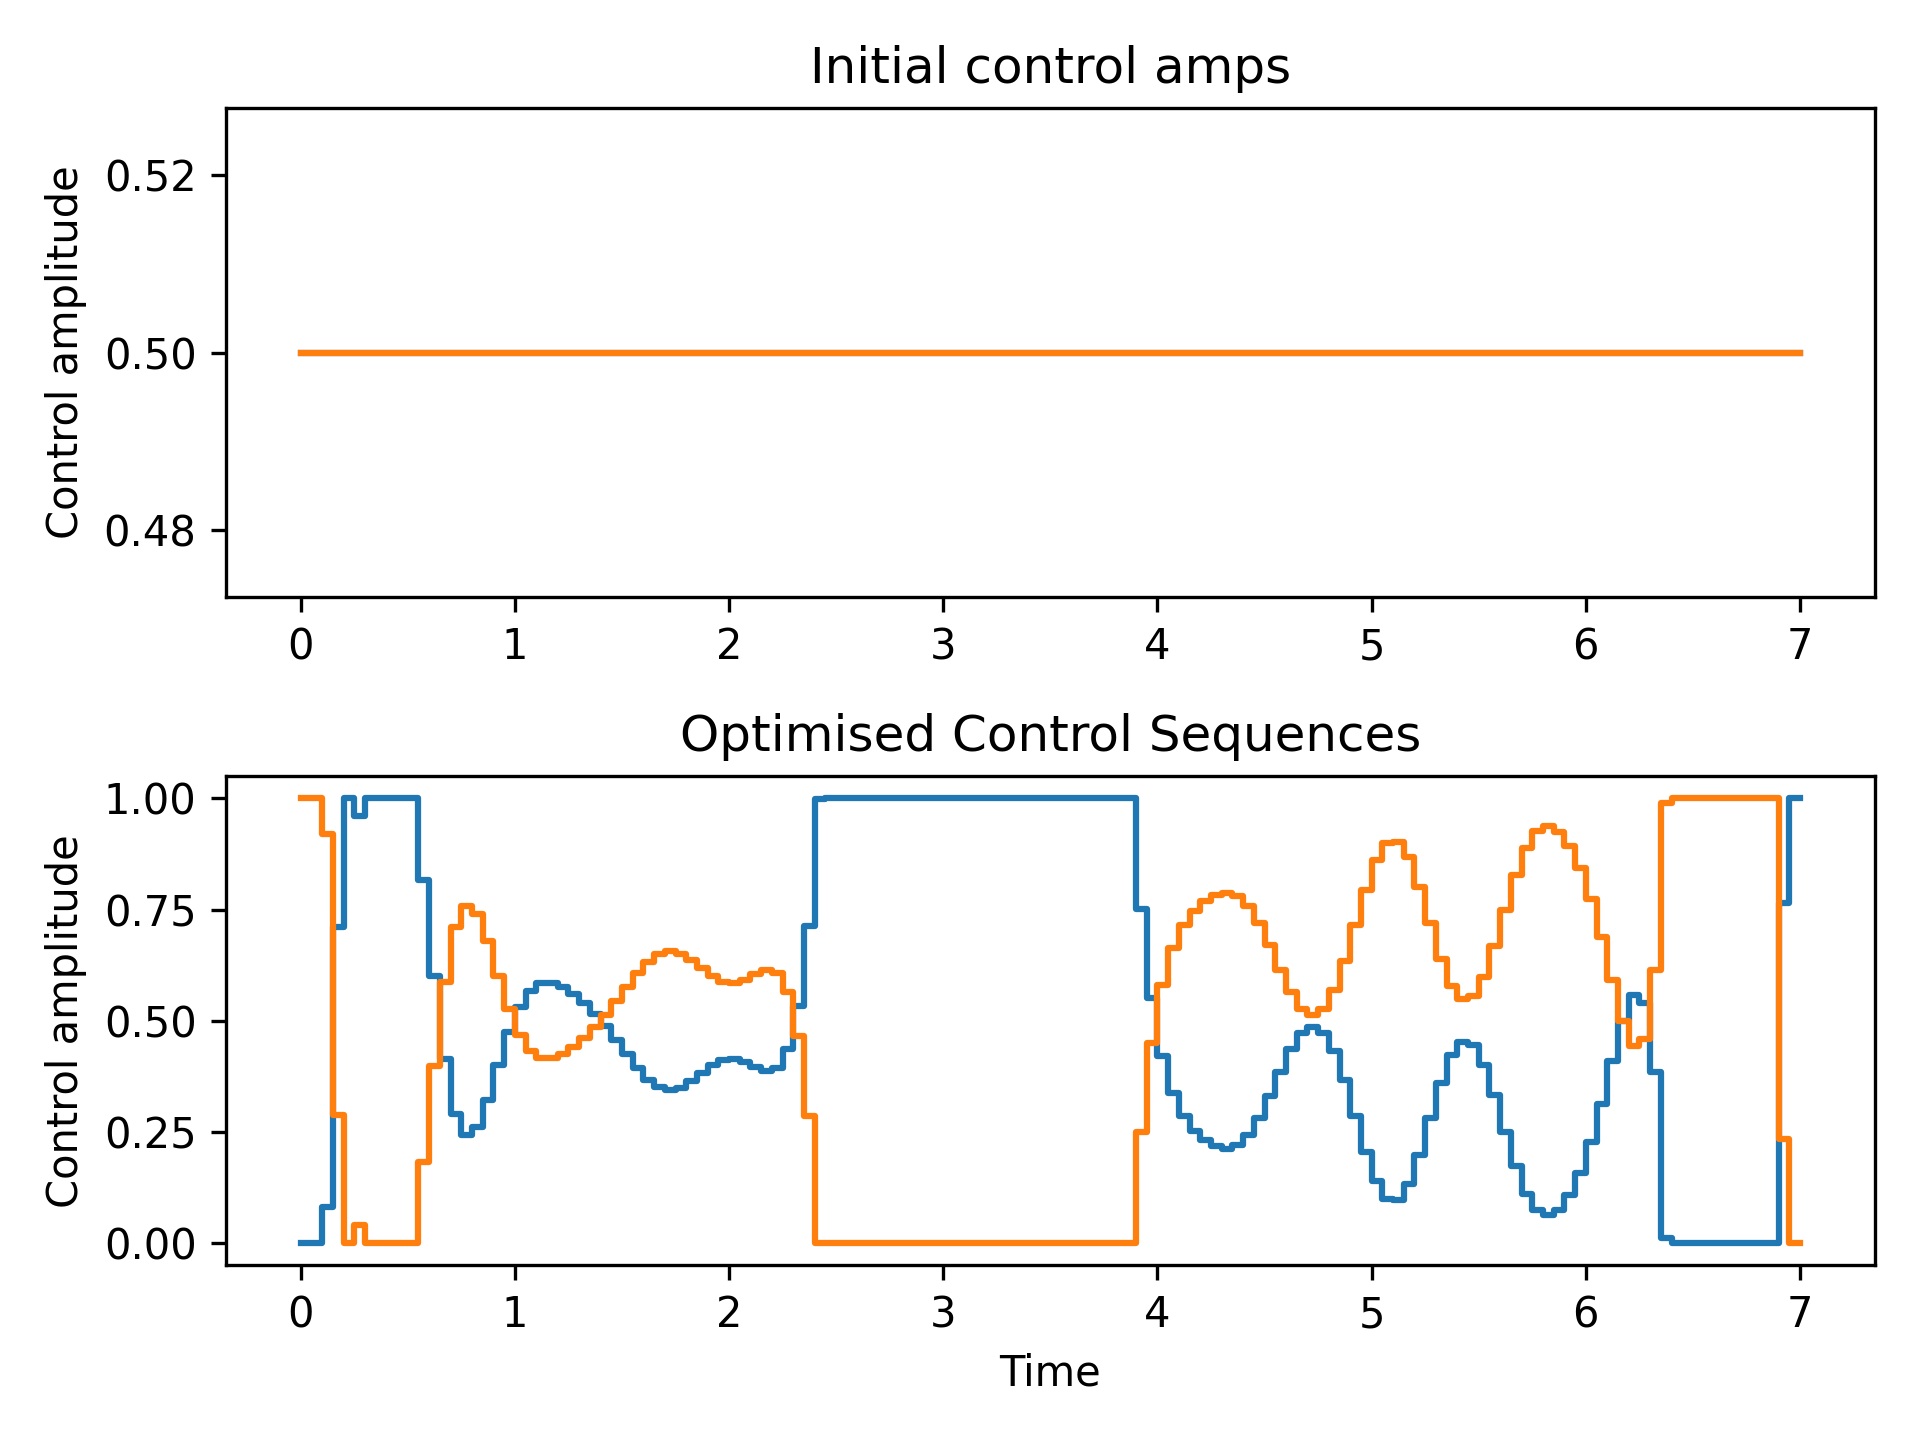 Initial control amps
Control amplitude
0.52
0.50
0.48
0 1 2 3 4 5 6 7
Optimised Control Sequences
Control amplitude
1.00
0.75
0.50
0.25
0.00
0 1 2 3 4 5 6 7
Time